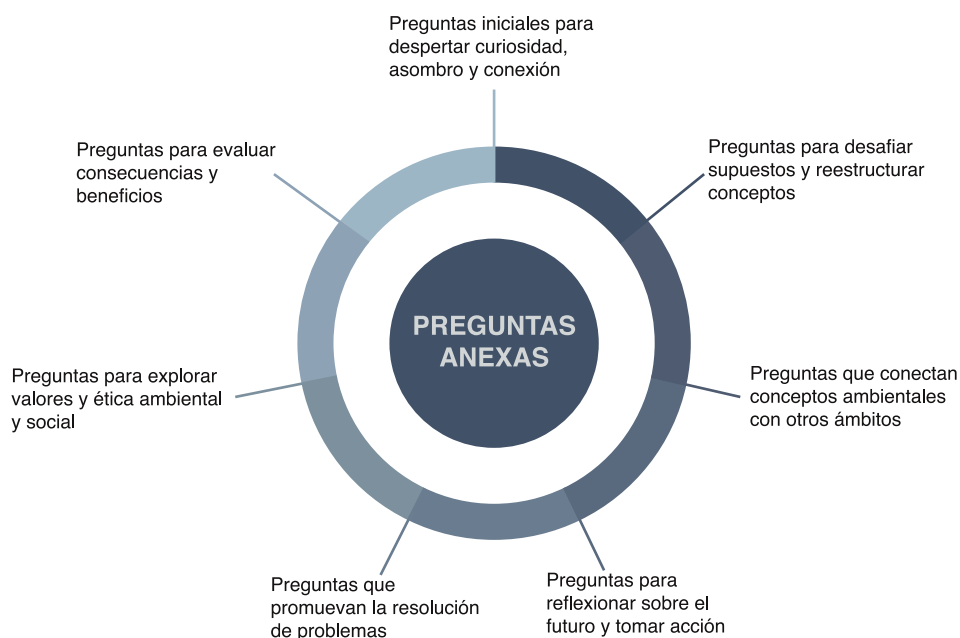 Preguntas iniciales para
despertar curiosidad,
asombro y conexión
Preguntas para desafiar
supuestos y reestructurar
conceptos
Preguntas que conectan
conceptos ambientales
con otros ámbitos
Preguntas para
reflexionar sobre el
futuro y tomar acción
Preguntas que
promuevan la resolución
de problemas
Preguntas para explorar
valores y ética ambiental
y social
Preguntas para evaluar
consecuencias y
beneficios
PREGUNTAS
ANEXAS